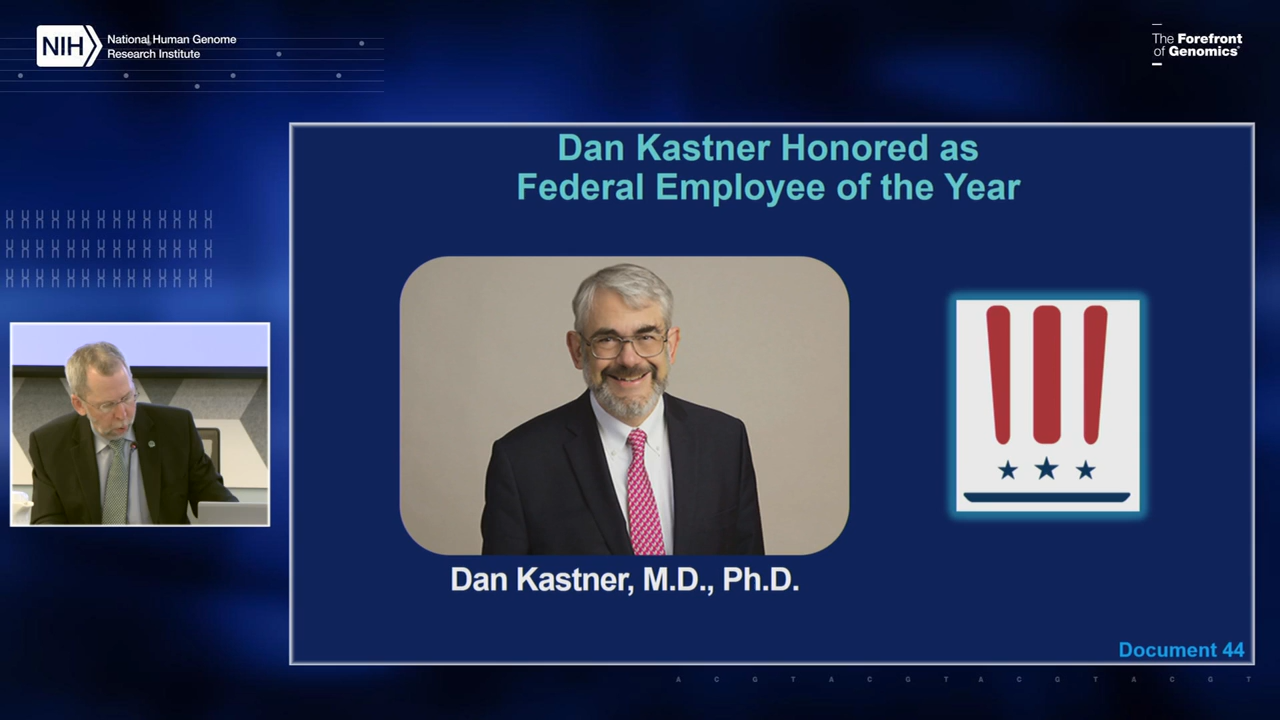 NIH
National Human Genome
Research Institute
The Forefront
of Genomics®
Dan Kastner Honored as
Federal Employee of the Year
Dan Kastner, M.D., Ph.D.
Document 44
A C G T A C G T A C G T A C G T